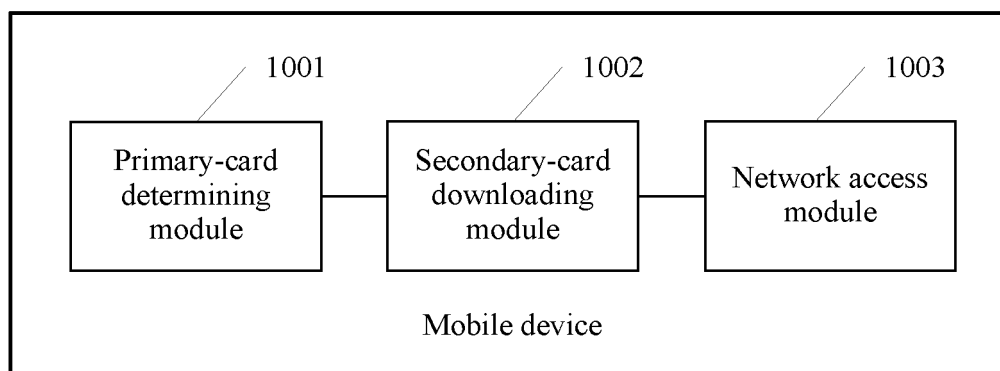 1001
1002
1003
Primary-card
determining
module
Secondary-card
downloading
module
Network access
module
Mobile device